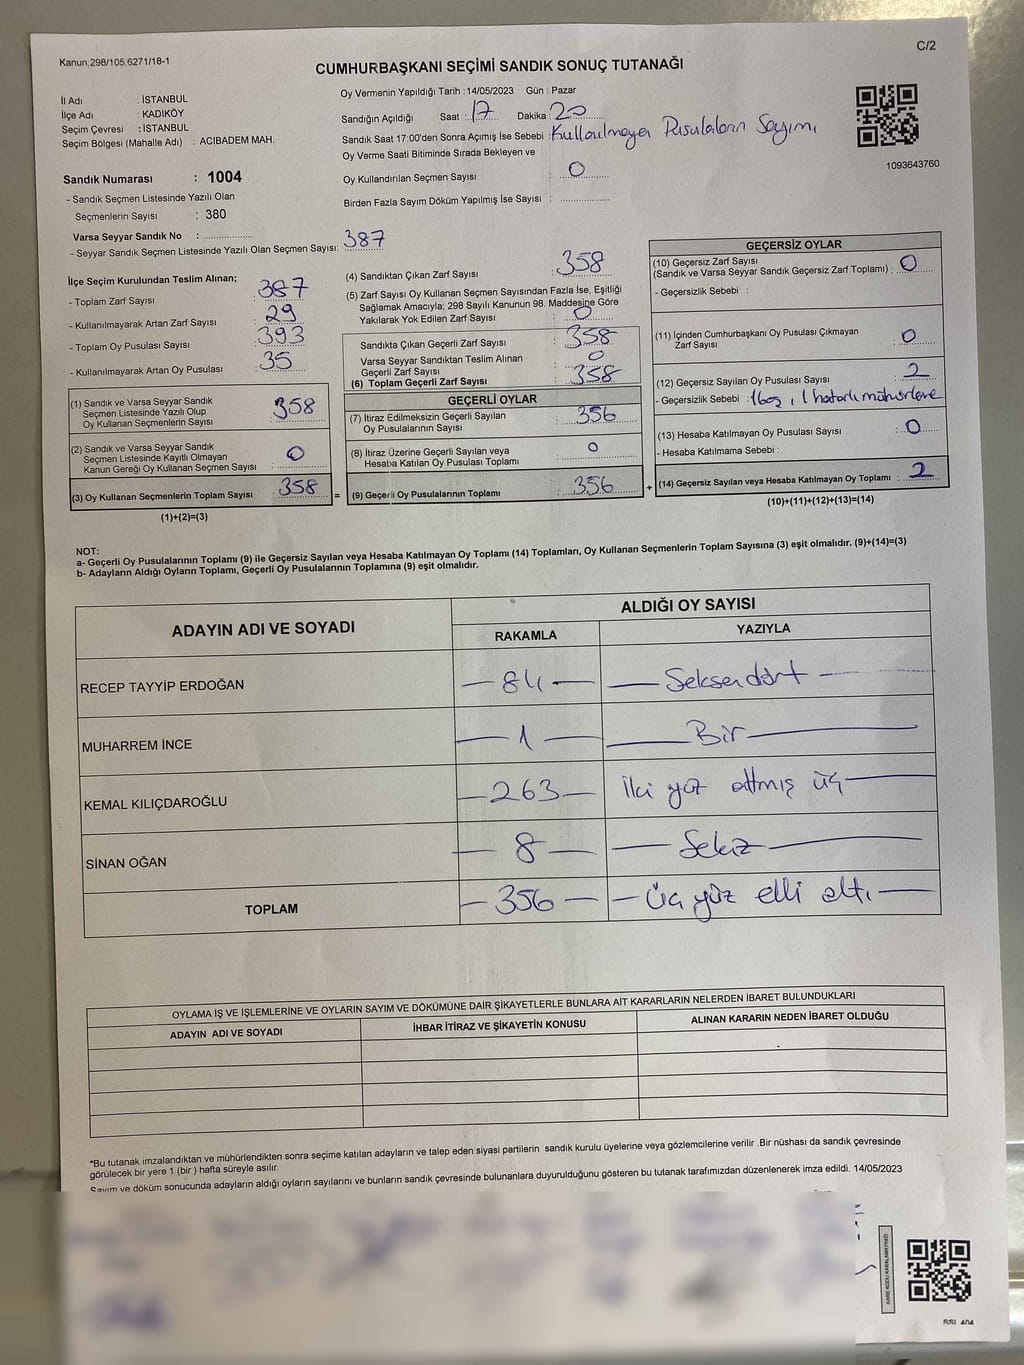 Kanun;298/105,6271/18-1
C/2
CUMHURBAŞKANI SEÇİMİ SANDIK SONUÇ TUTANAĞI
İl Adı : İSTANBUL
İlçe Adı : KADIKÖY
Seçim Çevresi : İSTANBUL
Seçim Bölgesi (Mahalle Adı) : ACIBADEM MAH.
Oy Vermenin Yapıldığı Tarih :14/05/2023 Gün : Pazar
Sandığın Açıldığı Saat : 17 Dakika : 20
Sandık Saat 17:00'den Sonra Açımış İse Sebebi : Kullanılmayan Pusulaların Sayımı
Oy Verme Saati Bitiminde Sırada Bekleyen ve
Oy Kullandırılan Seçmen Sayısı : 0
Birden Fazla Sayım Döküm Yapılmış İse Sayısı :
1093643760
Sandık Numarası : 1004
- Sandık Seçmen Listesinde Yazılı Olan
Seçmenlerin Sayısı : 380
Varsa Seyyar Sandık No :
- Seyyar Sandık Seçmen Listesinde Yazılı Olan Seçmen Sayısı: 387
İlçe Seçim Kurulundan Teslim Alınan;
- Toplam Zarf Sayısı : 387
- Kullanılmayarak Artan Zarf Sayısı : 29
- Toplam Oy Pusulası Sayısı : 393
- Kullanılmayarak Artan Oy Pusulası : 35
(1) Sandık ve Varsa Seyyar Sandık
Seçmen Listesinde Yazılı Olup
Oy Kullanan Seçmenlerin Sayısı : 358
(2) Sandık ve Varsa Seyyar Sandık
Seçmen Listesinde Kayıtlı Olmayan
Kanun Gereği Oy Kullanan Seçmen Sayısı : 0
(3) Oy Kullanan Seçmenlerin Toplam Sayısı : 358
(1)+(2)=(3)
(4) Sandıktan Çıkan Zarf Sayısı : 358
(5) Zarf Sayısı Oy Kullanan Seçmen Sayısından Fazla İse, Eşitliği
Sağlamak Amacıyla; 298 Sayılı Kanunun 98. Maddesine Göre
Yakılarak Yok Edilen Zarf Sayısı : 0
Sandıkta Çıkan Geçerli Zarf Sayısı : 358
Varsa Seyyar Sandıktan Teslim Alınan
Geçerli Zarf Sayısı : 0
(6) Toplam Geçerli Zarf Sayısı : 358
GEÇERLİ OYLAR
(7) İtiraz Edilmeksizin Geçerli Sayılan
Oy Pusulalarının Sayısı : 356
(8) İtiraz Üzerine Geçerli Sayılan veya
Hesaba Katılan Oy Pusulası Toplamı : 0
= (9) Geçerli Oy Pusulalarının Toplamı : 356
GEÇERSİZ OYLAR
(10) Geçersiz Zarf Sayısı
(Sandık ve Varsa Seyyar Sandık Geçersiz Zarf Toplamı) : 0
- Geçersizlik Sebebi :
(11) İçinden Cumhurbaşkanı Oy Pusulası Çıkmayan
Zarf Sayısı : 0
(12) Geçersiz Sayılan Oy Pusulası Sayısı : 2
- Geçersizlik Sebebi : 1 boş, 1 hatalı mühürleme
(13) Hesaba Katılmayan Oy Pusulası Sayısı : 0
- Hesaba Katılmama Sebebi :
+ (14) Geçersiz Sayılan veya Hesaba Katılmayan Oy Toplamı : 2
(10)+(11)+(12)+(13)=(14)
NOT:
a- Geçerli Oy Pusulalarının Toplamı (9) ile Geçersiz Sayılan veya Hesaba Katılmayan Oy Toplamı (14) Toplamları, Oy Kullanan Seçmenlerin Toplam Sayısına (3) eşit olmalıdır. (9)+(14)=(3)
b- Adayların Aldığı Oyların Toplamı, Geçerli Oy Pusulalarının Toplamına (9) eşit olmalıdır.
ADAYIN ADI VE SOYADI
ALDIĞI OY SAYISI
RAKAMLA YAZIYLA
RECEP TAYYİP ERDOĞAN 84 Seksendört
MUHARREM İNCE 1 Bir
KEMAL KILIÇDAROĞLU 263 İki yüz altmış üç
SİNAN OĞAN 8 Sekiz
TOPLAM 356 Üç yüz elli altı
OYLAMA İŞ VE İŞLEMLERİNE VE OYLARIN SAYIM VE DÖKÜMÜNE DAİR ŞİKAYETLERLE BUNLARA AİT KARARLARIN NELERDEN İBARET BULUNDUKLARI
ADAYIN ADI VE SOYADI İHBAR İTİRAZ VE ŞİKAYETİN KONUSU ALINAN KARARIN NEDEN İBARET OLDUĞU
*Bu tutanak imzalandıktan ve mühürlendikten sonra seçime katılan adayların ve talep eden siyasi partilerin sandık kurulu üyelerine veya gözlemcilerine verilir .Bir nüshası da sandık çevresinde
görülecek bir yere 1 (bir ) hafta süreyle asılır.
Sayım ve döküm sonucunda adayların aldığı oyların sayılarını ve bunların sandık çevresinde bulunanlara duyurulduğunu gösteren bu tutanak tarafımızdan düzenlenerek imza edildi. 14/05/2023